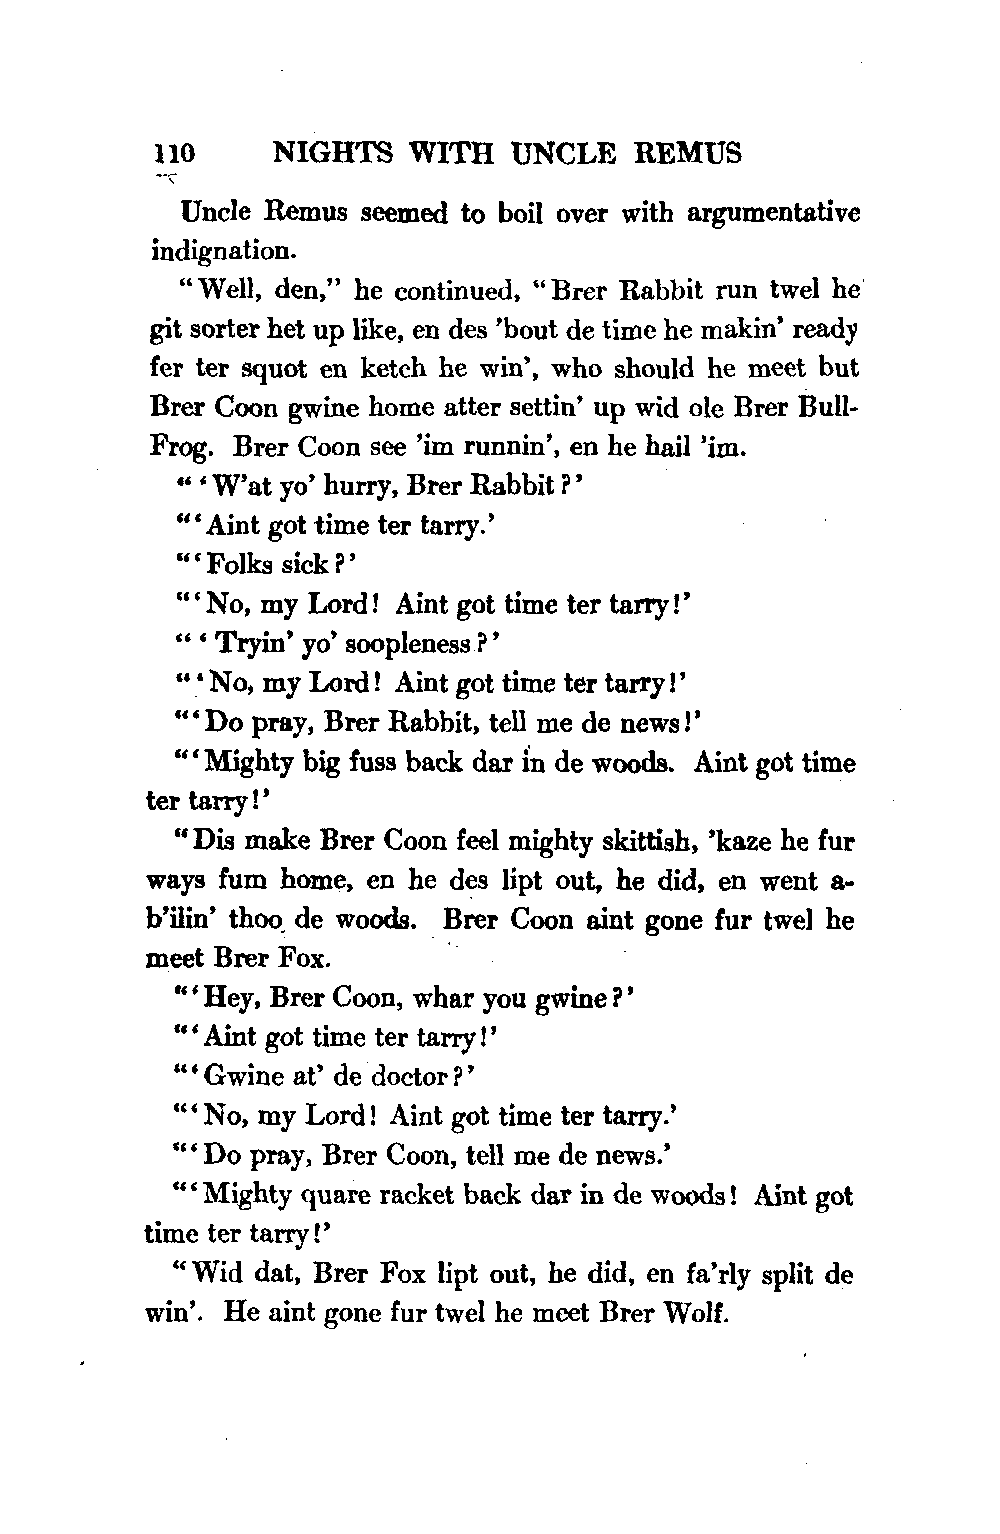 110 NIGHTS WITH UNCLE REMUS
Uncle Remus seemed to boil over with argumentative
indignation.
"Well, den," he continued, "Brer Rabbit run twel he
git sorter het up like, en des 'bout de time he makin' ready
fer ter squot en ketch he win', who should he meet but
Brer Coon gwine home atter settin' up wid ole Brer Bull-
Frog. Brer Coon see 'im runnin', en he hail 'im.
"'W'at yo' hurry, Brer Rabbit?'
"'Aint got time ter tarry.'
"'Folks sick?'
"'No, my Lord! Aint got time ter tarry!'
"'Tryin' yo' soopleness?'
"'No, my Lord! Aint got time ter tarry!'
"'Do pray, Brer Rabbit, tell me de news!'
"'Mighty big fuss back dar in de woods. Aint got time
ter tarry!'
"Dis make Brer Coon feel mighty skittish, 'kaze he fur
ways fum home, en he des lipt out, he did, en went a-
b'ilin' thoo de woods. Brer Coon aint gone fur twel he
meet Brer Fox.
"'Hey, Brer Coon, whar you gwine?'
"'Aint got time ter tarry!'
"'Gwine at' de doctor?'
"'No, my Lord! Aint got time ter tarry.'
"'Do pray, Brer Coon, tell me de news.'
"'Mighty quare racket back dar in de woods! Aint got
time ter tarry!'
"Wid dat, Brer Fox lipt out, he did, en fa'rly split de
win'. He aint gone fur twel he meet Brer Wolf.